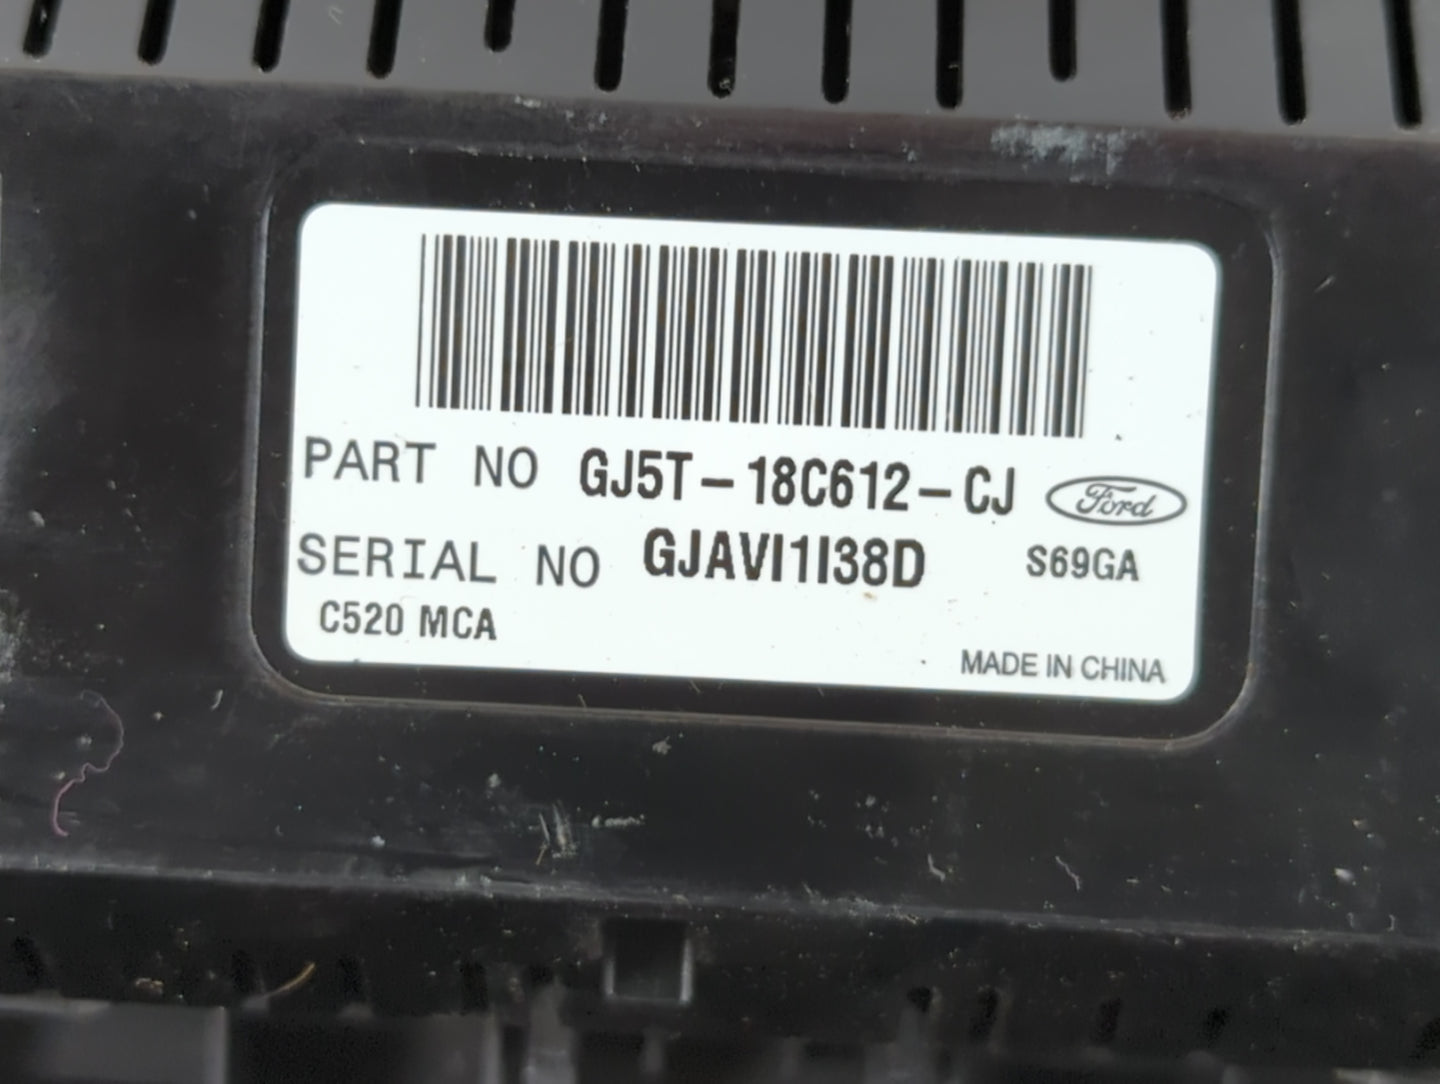 PART NO GJ5T-18C612-CJ Ford
SERIAL NO GJAVI1I38D S69GA
C520 MCA
MADE IN CHINA